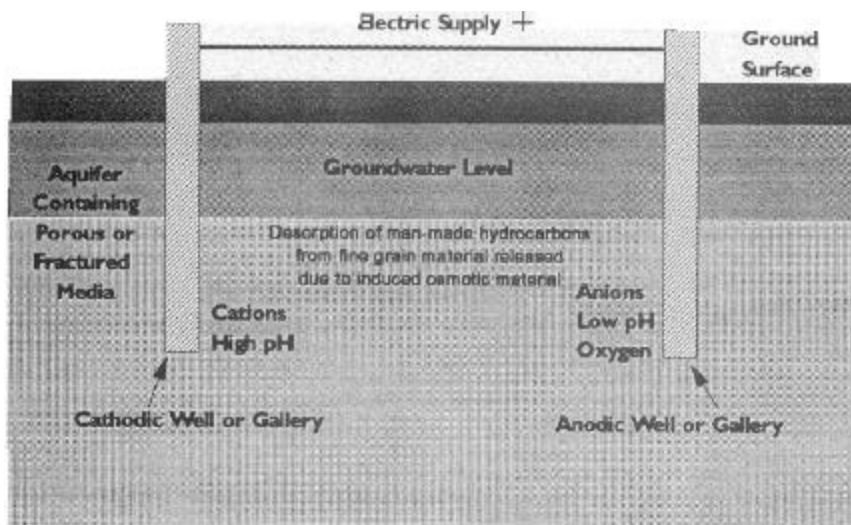 Electric Supply +
Ground
Surface
Groundwater Level
Aquifer
Containing
Porous or
Fractured
Media
Desorption of man-made hydrocarbons
from fine grain material released
due to induced osmotic material
Cations
High pH
Anions
Low pH
Oxygen
Cathodic Well or Gallery
Anodic Well or Gallery